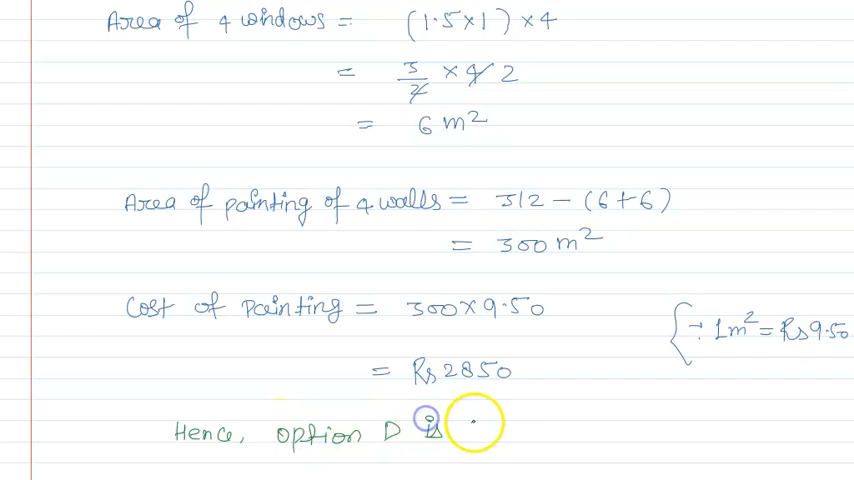 Area of 4 windows = (1.5×1) ×4
= 3/2 × 4 2
= 6 m²
Area of painting of 4 walls = 312 − (6+6)
= 300 m²
Cost of Painting = 300×9.50
{∵ 1m² = Rs 9.50
= Rs 2850
Hence, option D is